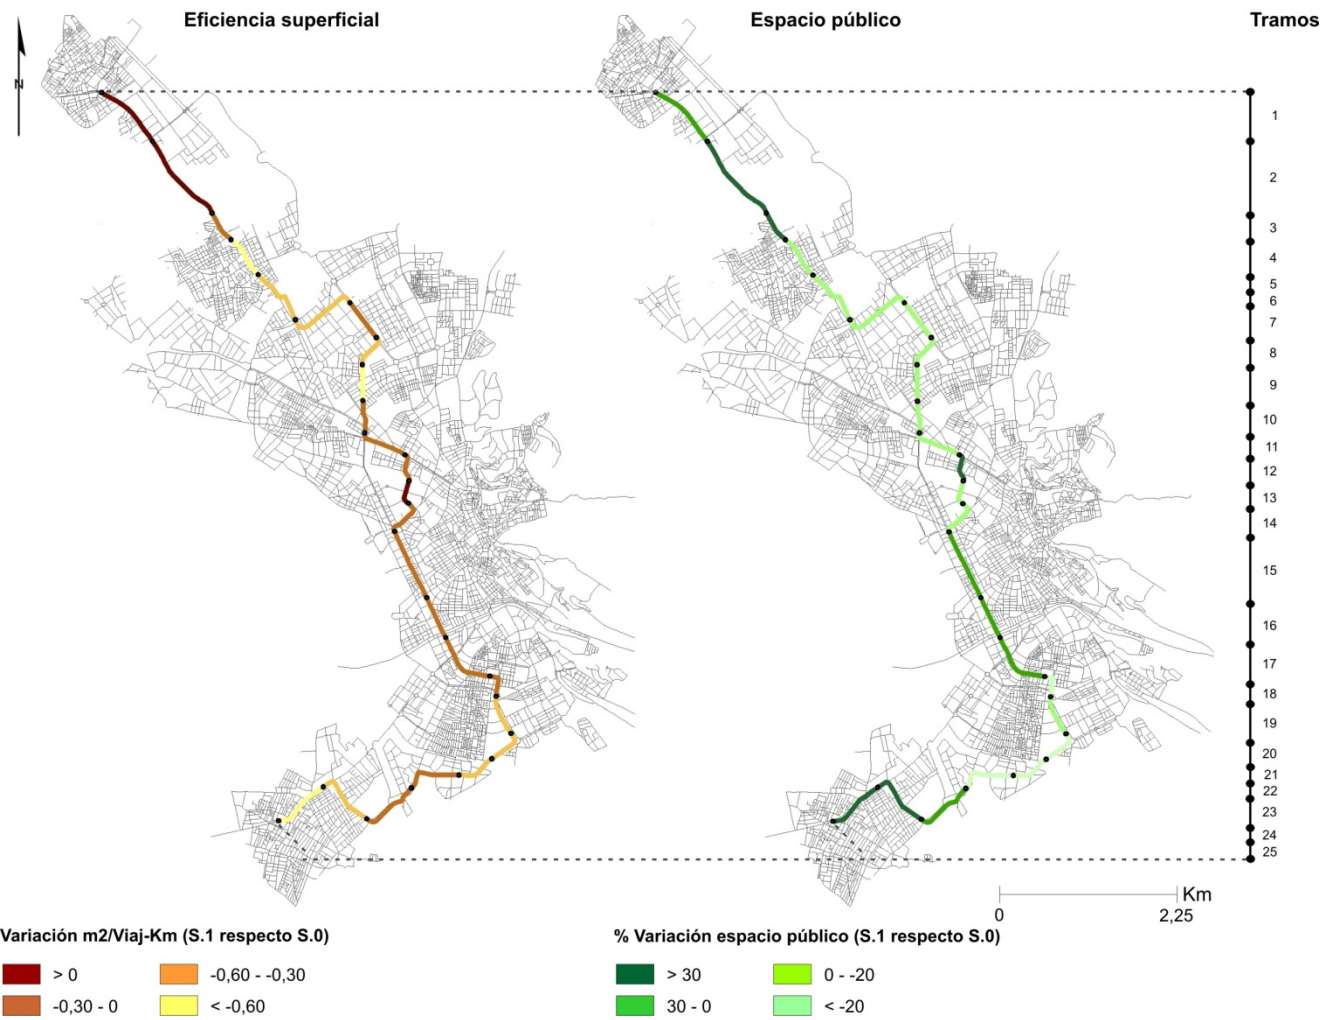 Eficiencia superficial
Espacio público
Tramos
N
1
2
3
4
5
6
7
8
9
10
11
12
13
14
15
16
17
18
19
20
21
22
23
24
25
Km
0 2,25
Variación m2/Viaj-Km (S.1 respecto S.0)
> 0 -0,60 - -0,30
-0,30 - 0 < -0,60
% Variación espacio público (S.1 respecto S.0)
> 30 0 - -20
30 - 0 < -20